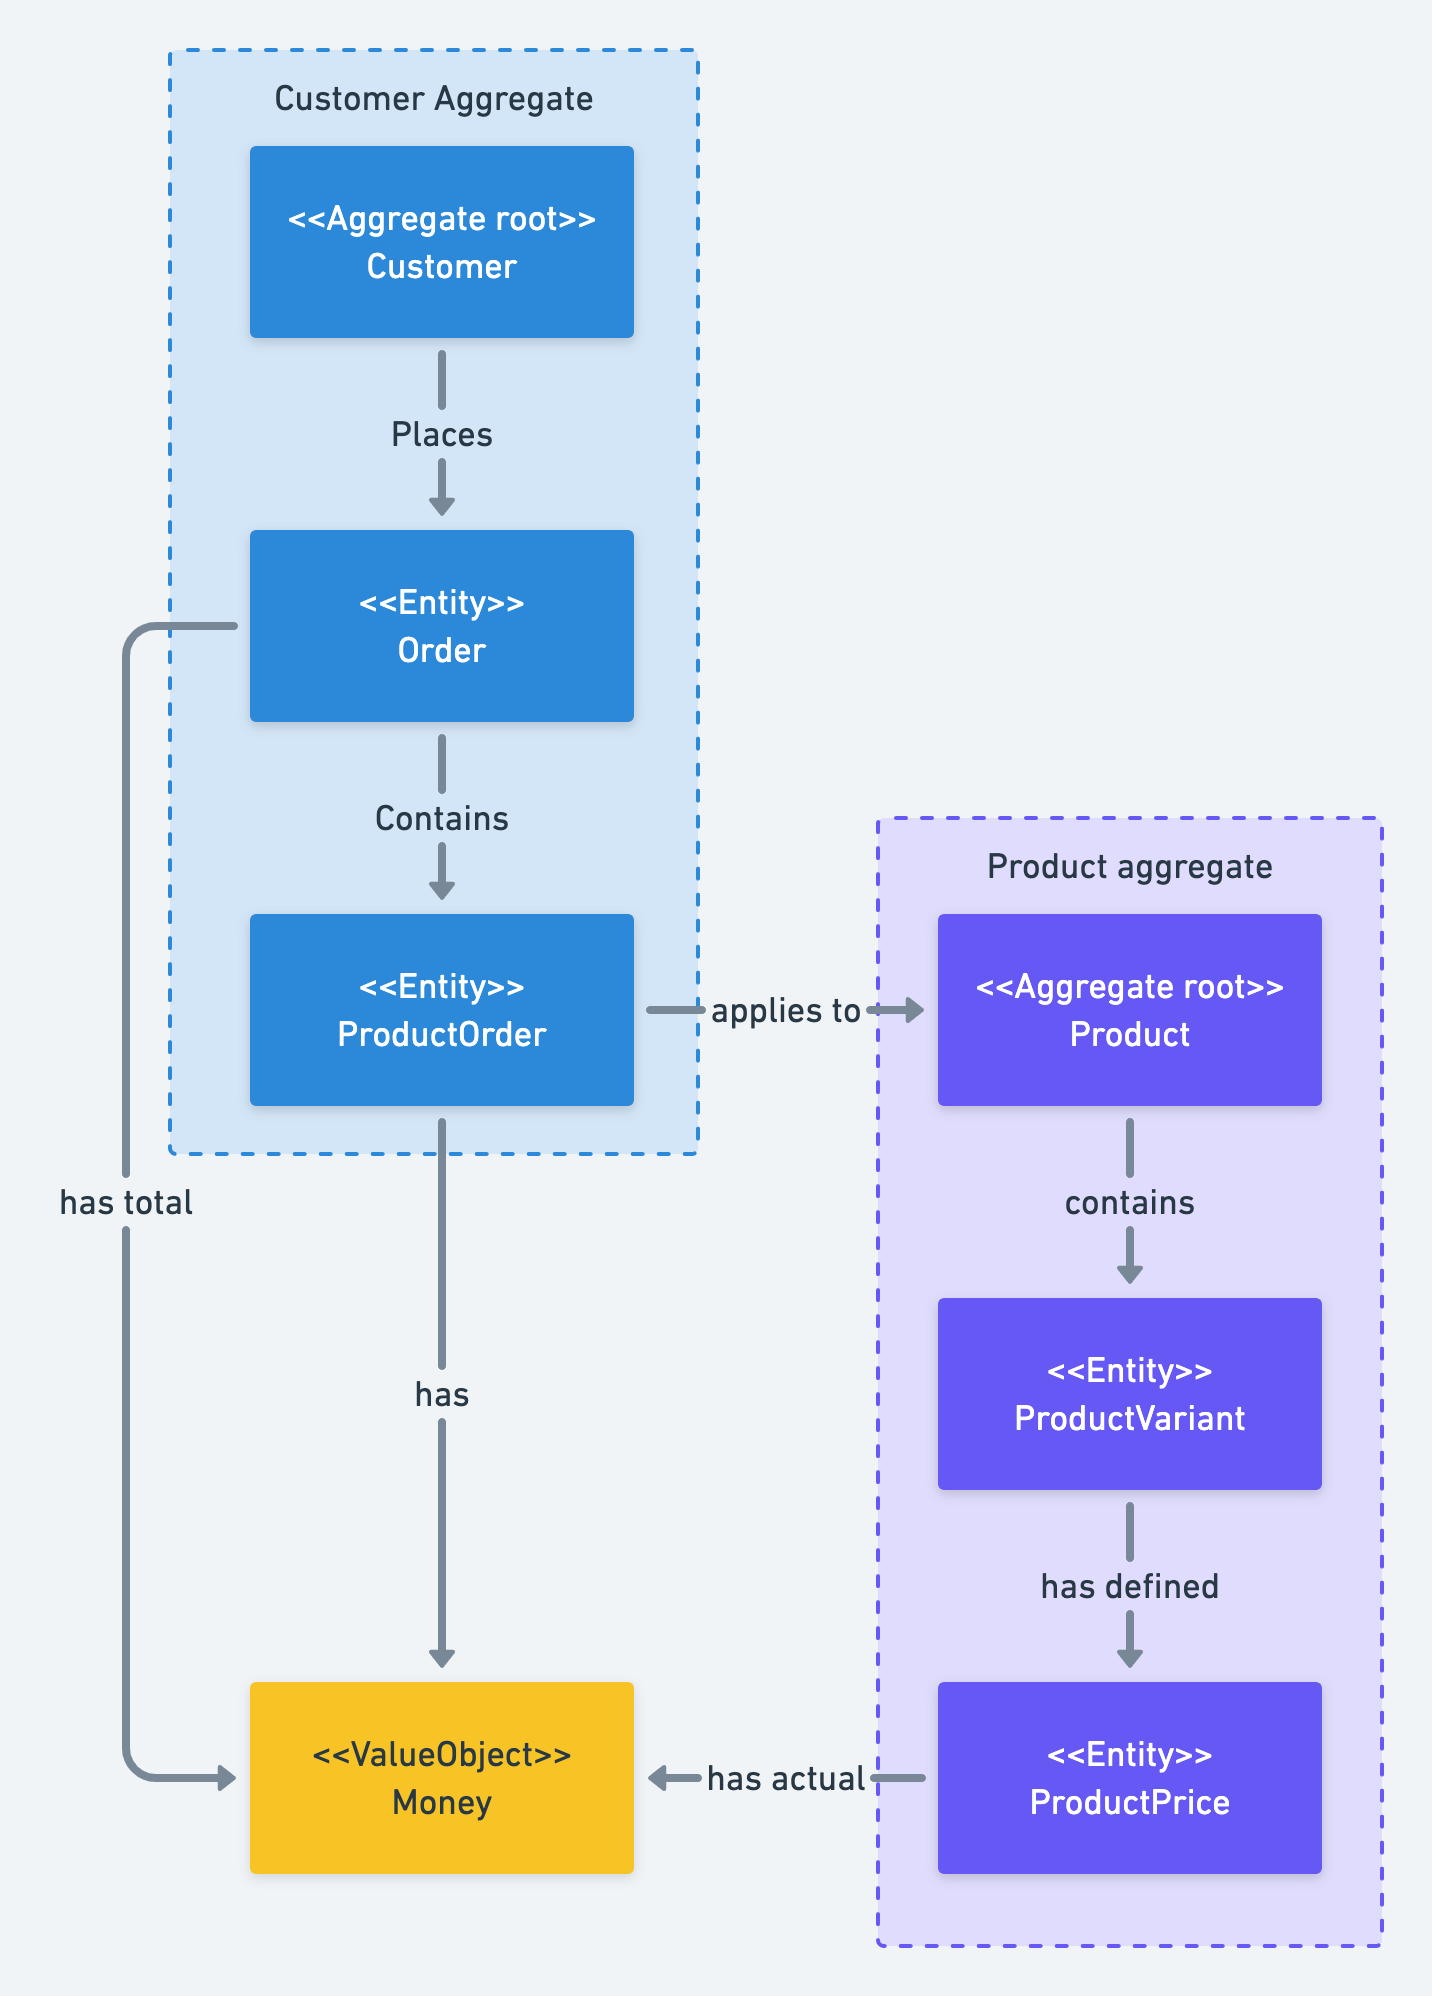 Customer Aggregate
<<Aggregate root>>
Customer
Places
<<Entity>>
Order
Contains
Product aggregate
<<Entity>>
ProductOrder
applies to
<<Aggregate root>>
Product
has total
contains
<<Entity>>
ProductVariant
has
has defined
<<ValueObject>>
Money
has actual
<<Entity>>
ProductPrice